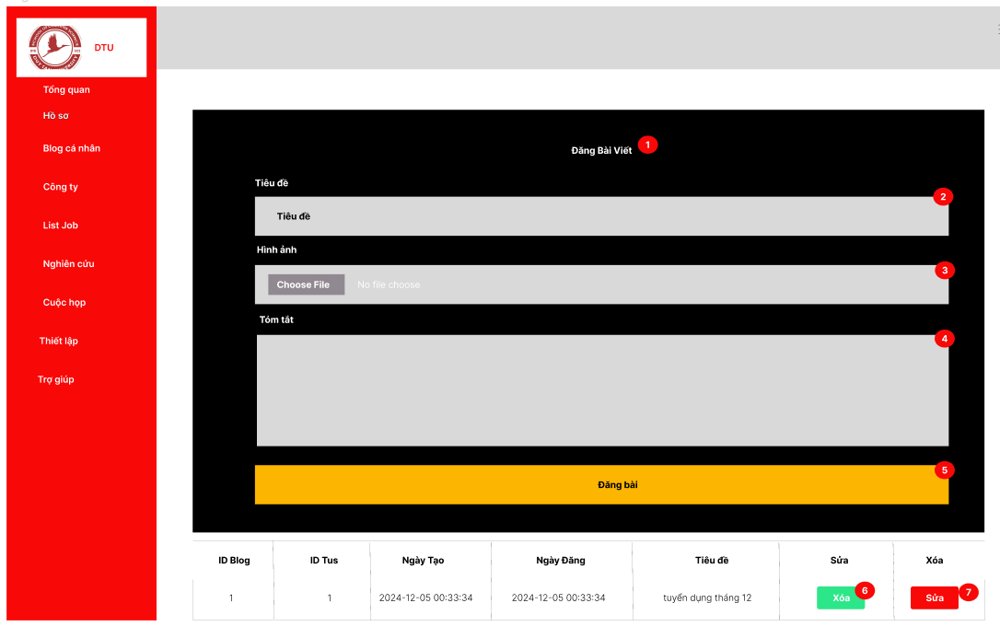 DTU
Tổng quan
Hồ sơ
Blog cá nhân
Công ty
List Job
Nghiên cứu
Cuộc họp
Thiết lập
Trợ giúp
Đăng Bài Viết 1
Tiêu đề
Tiêu đề 2
Hình ảnh
Choose File No file choose 3
Tóm tắt
4
Đăng bài 5
ID Blog ID Tus Ngày Tạo Ngày Đăng Tiêu đề Sửa Xóa
1 1 2024-12-05 00:33:34 2024-12-05 00:33:34 tuyển dụng tháng 12 Xóa 6 Sửa 7